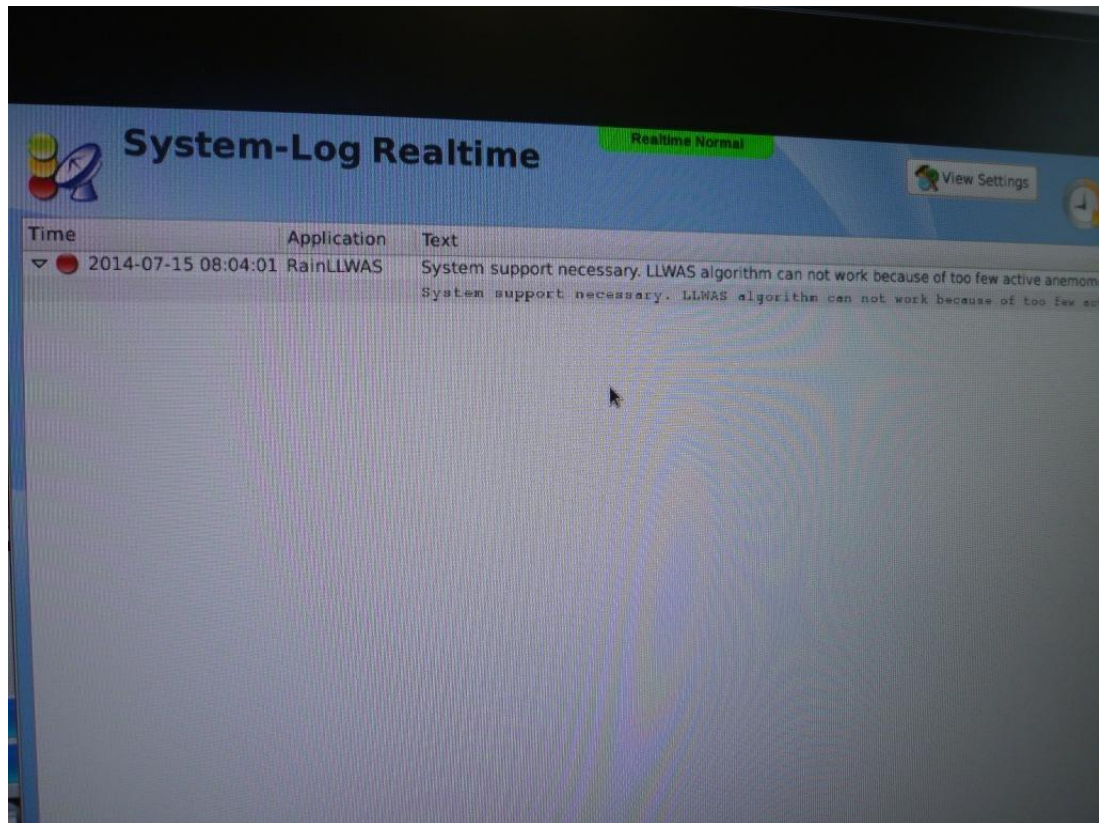 System-Log Realtime
Realtime Normal
View Settings
Time Application Text
2014-07-15 08:04:01 RainLLWAS System support necessary. LLWAS algorithm can not work because of too few active
System support necessary. LLWAS algorithm can not work because of too few